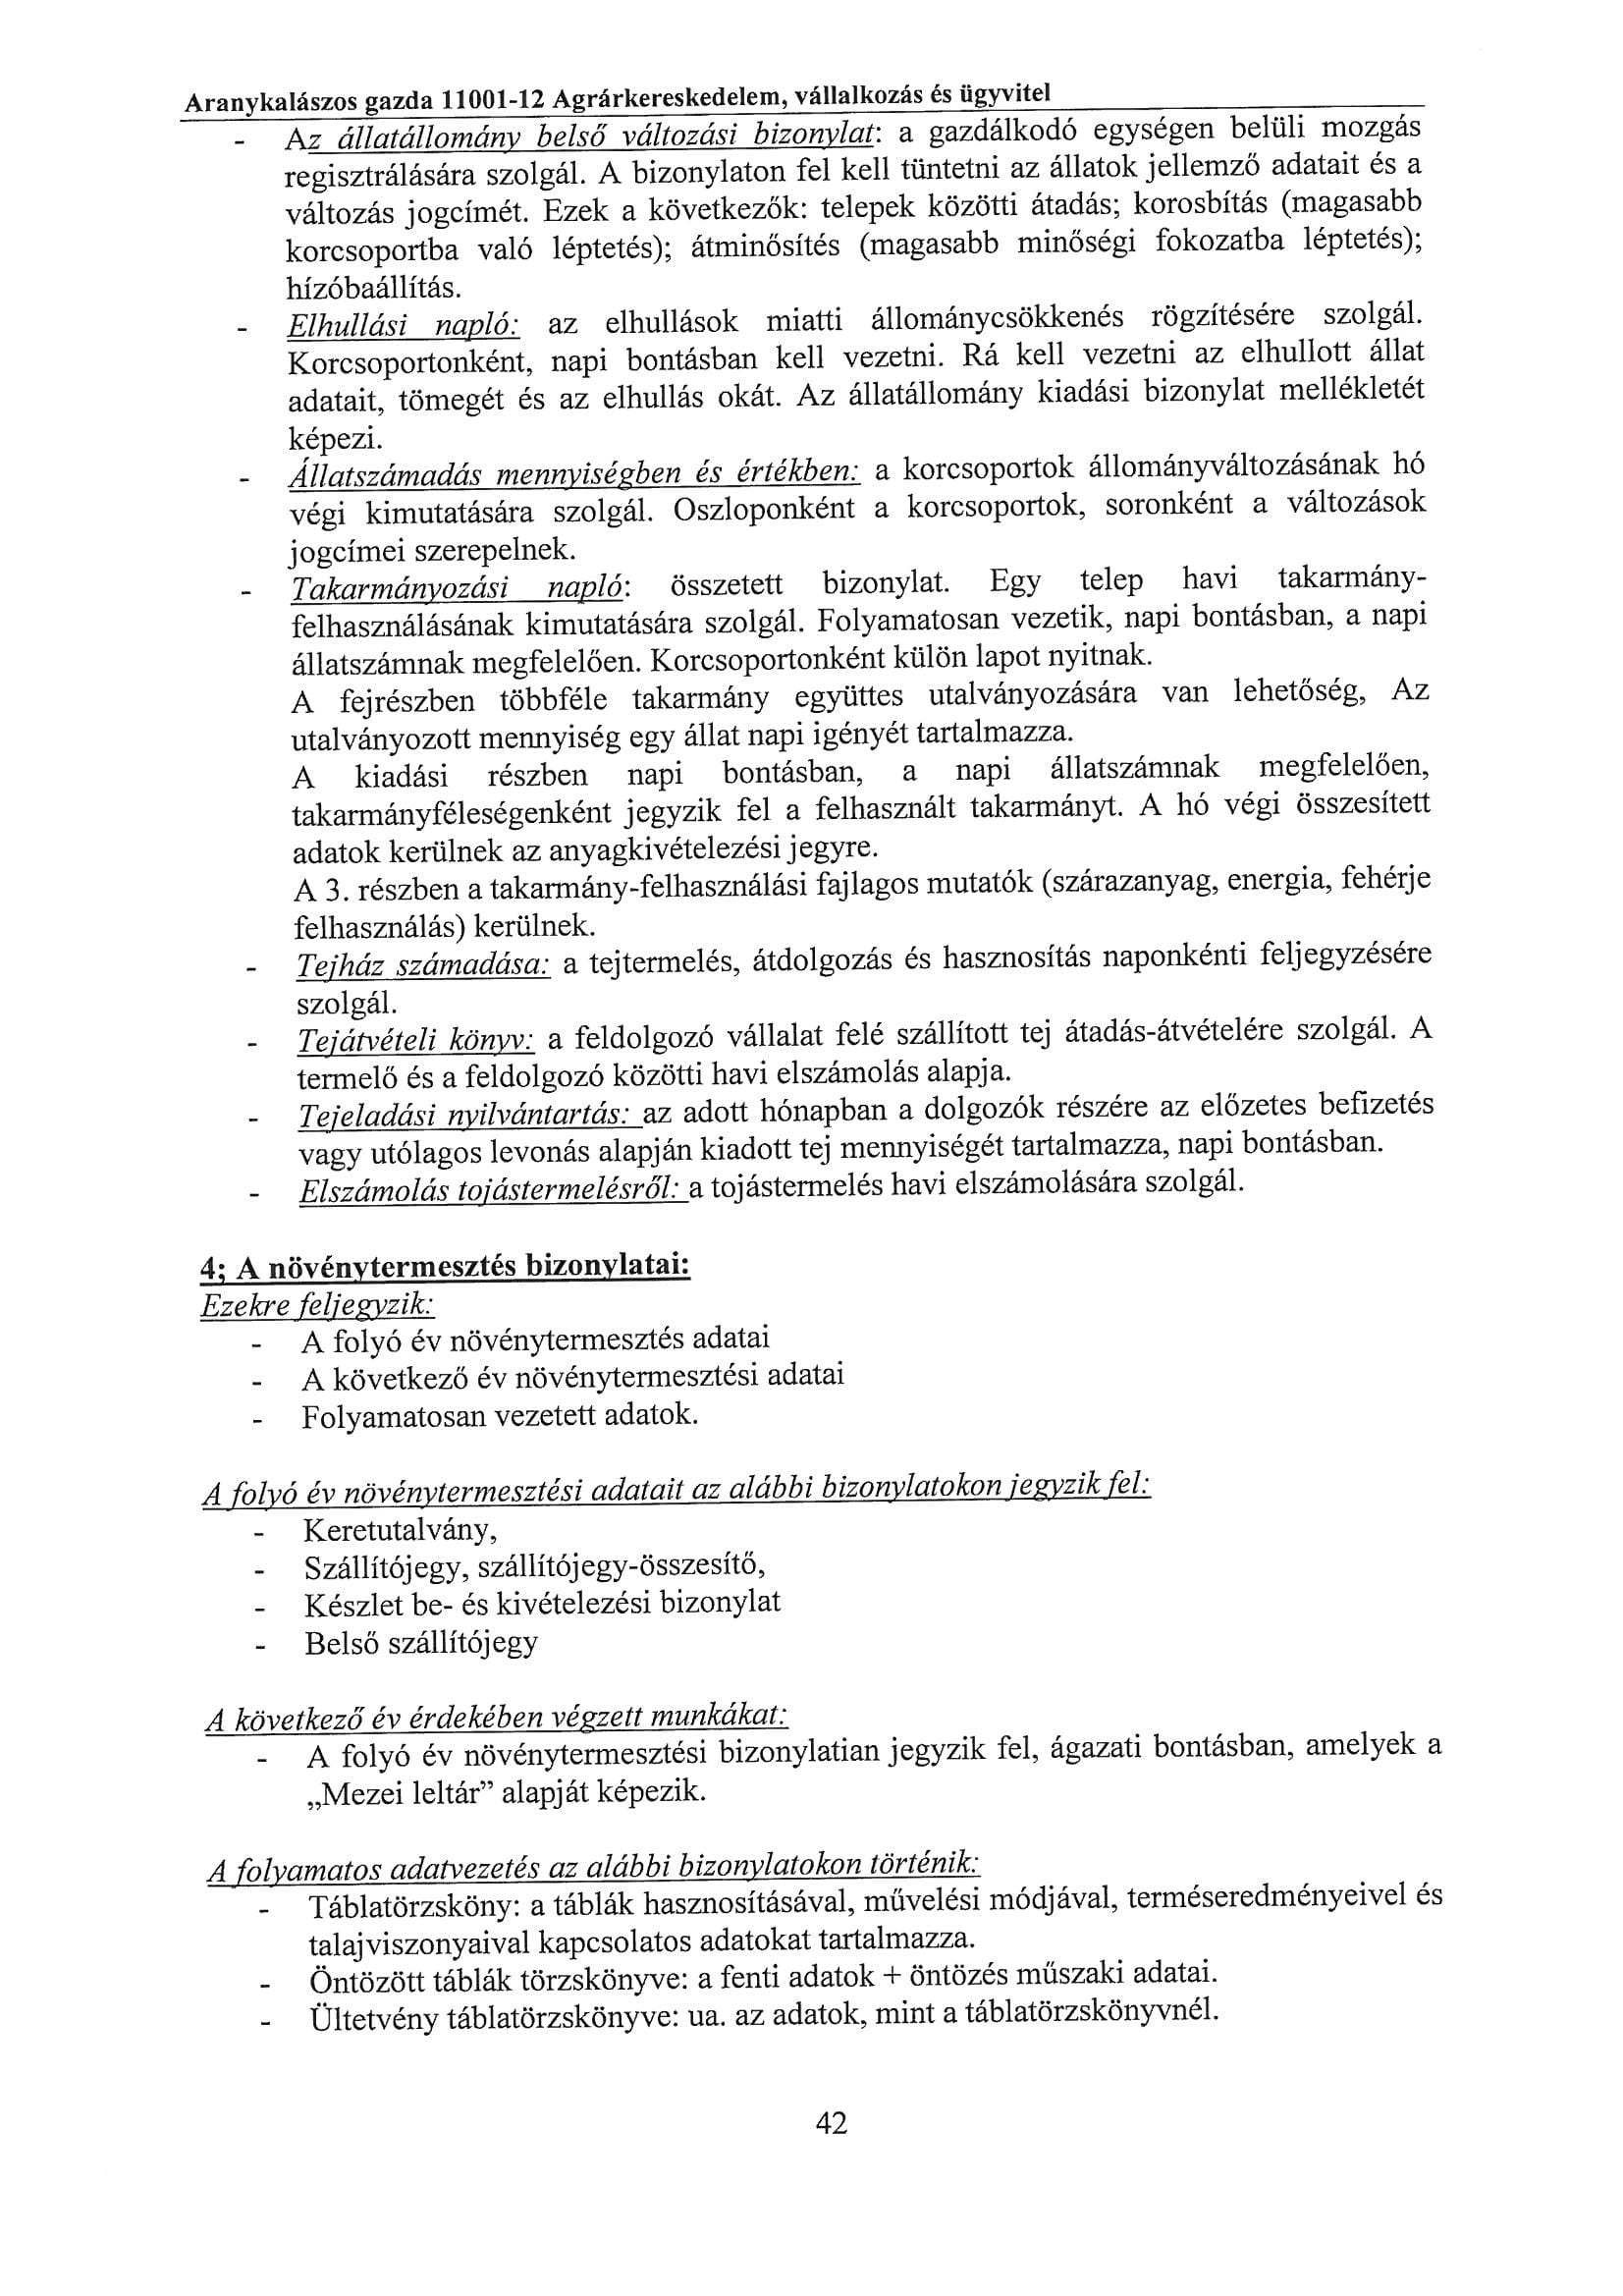 Aranykalászos gazda 11001-12 Agrárkereskedelem, vállalkozás és ügyvitel
- Az állatállomány belső változási bizonylat: a gazdálkodó egységen belüli mozgás
regisztrálására szolgál. A bizonylaton fel kell tüntetni az állatok jellemző adatait és a
változás jogcímét. Ezek a következők: telepek közötti átadás; korosbítás (magasabb
korcsoportba való léptetés); átminősítés (magasabb minőségi fokozatba léptetés);
hízóbaállítás.
- Elhullási napló: az elhullások miatti állománycsökkenés rögzítésére szolgál.
Korcsoportonként, napi bontásban kell vezetni. Rá kell vezetni az elhullott állat
adatait, tömegét és az elhullás okát. Az állatállomány kiadási bizonylat mellékletét
képezi.
- Állatszámadás mennyiségben és értékben: a korcsoportok állományváltozásának hó
végi kimutatására szolgál. Oszloponként a korcsoportok, soronként a változások
jogcímei szerepelnek.
- Takarmányozási napló: összetett bizonylat. Egy telep havi takarmány-
felhasználásának kimutatására szolgál. Folyamatosan vezetik, napi bontásban, a napi
állatszámnak megfelelően. Korcsoportonként külön lapot nyitnak.
A fejrészben többféle takarmány együttes utalványozására van lehetőség, Az
utalványozott mennyiség egy állat napi igényét tartalmazza.
A kiadási részben napi bontásban, a napi állatszámnak megfelelően,
takarmányféleségenként jegyzik fel a felhasznált takarmányt. A hó végi összesített
adatok kerülnek az anyagkivételezési jegyre.
A 3. részben a takarmány-felhasználási fajlagos mutatók (szárazanyag, energia, fehérje
felhasználás) kerülnek.
- Tejház számadása: a tejtermelés, átdolgozás és hasznosítás naponkénti feljegyzésére
szolgál.
- Tejátvételi könyv: a feldolgozó vállalat felé szállított tej átadás-átvételére szolgál. A
termelő és a feldolgozó közötti havi elszámolás alapja.
- Tejeladási nyilvántartás: az adott hónapban a dolgozók részére az előzetes befizetés
vagy utólagos levonás alapján kiadott tej mennyiségét tartalmazza, napi bontásban.
- Elszámolás tojástermelésről: a tojástermelés havi elszámolására szolgál.
4; A növénytermesztés bizonylatai:
Ezekre feljegyzik:
- A folyó év növénytermesztés adatai
- A következő év növénytermesztési adatai
- Folyamatosan vezetett adatok.
A folyó év növénytermesztési adatait az alábbi bizonylatokon jegyzik fel:
- Keretutalvány,
- Szállítójegy, szállítójegy-összesítő,
- Készlet be- és kivételezési bizonylat
- Belső szállítójegy
A következő év érdekében végzett munkákat:
- A folyó év növénytermesztési bizonylatian jegyzik fel, ágazati bontásban, amelyek a
„Mezei leltár” alapját képezik.
A folyamatos adatvezetés az alábbi bizonylatokon történik:
- Táblatörzsköny: a táblák hasznosításával, művelési módjával, terméseredményeivel és
talajviszonyaival kapcsolatos adatokat tartalmazza.
- Öntözött táblák törzskönyve: a fenti adatok + öntözés műszaki adatai.
- Ültetvény táblatörzskönyve: ua. az adatok, mint a táblatörzskönyvnél.
42